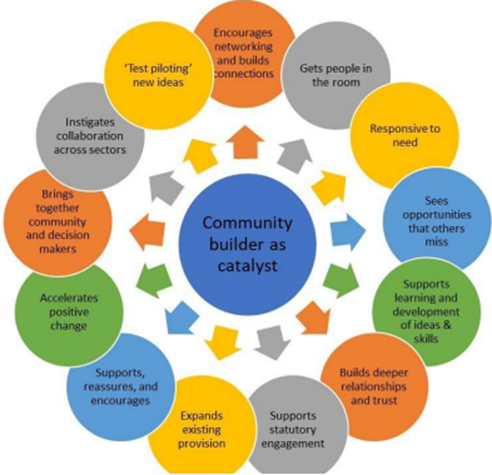 Encourages
networking
and builds
connections
Gets people in
the room
Responsive to
need
Sees
opportunities
that others
miss
Supports
learning and
development
of ideas &
skills
Builds deeper
relationships
and trust
Supports
statutory
engagement
Expands
existing
provision
Supports,
reassures, and
encourages
Accelerates
positive
change
Brings
together
community
and decision
makers
Instigates
collaboration
across sectors
‘Test piloting’
new ideas
Community
builder as
catalyst